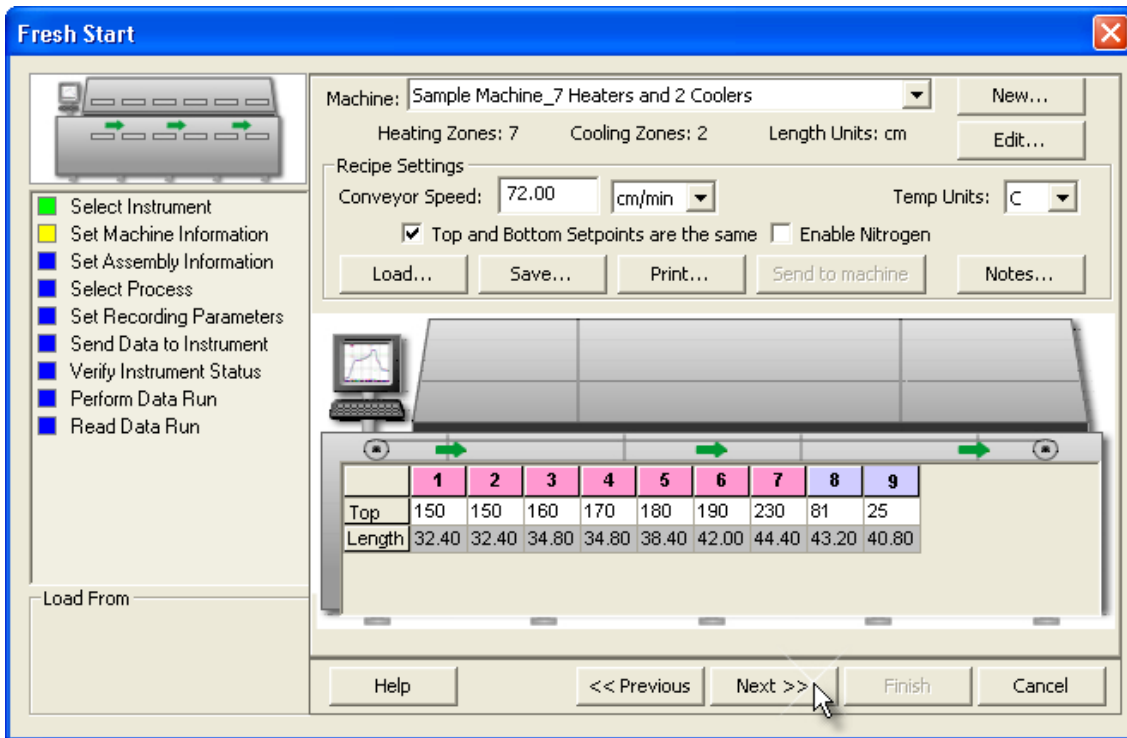 Fresh Start
Select Instrument
Set Machine Information
Set Assembly Information
Select Process
Set Recording Parameters
Send Data to Instrument
Verify Instrument Status
Perform Data Run
Read Data Run
Load From
Machine: Sample Machine_7 Heaters and 2 Coolers New...
Heating Zones: 7 Cooling Zones: 2 Length Units: cm Edit...
Recipe Settings
Conveyor Speed: 72.00 cm/min Temp Units: C
Top and Bottom Setpoints are the same Enable Nitrogen
Load... Save... Print... Send to machine Notes...
1 2 3 4 5 6 7 8 9
Top 150 150 160 170 180 190 230 81 25
Length 32.40 32.40 34.80 34.80 38.40 42.00 44.40 43.20 40.80
Help << Previous Next >> Finish Cancel